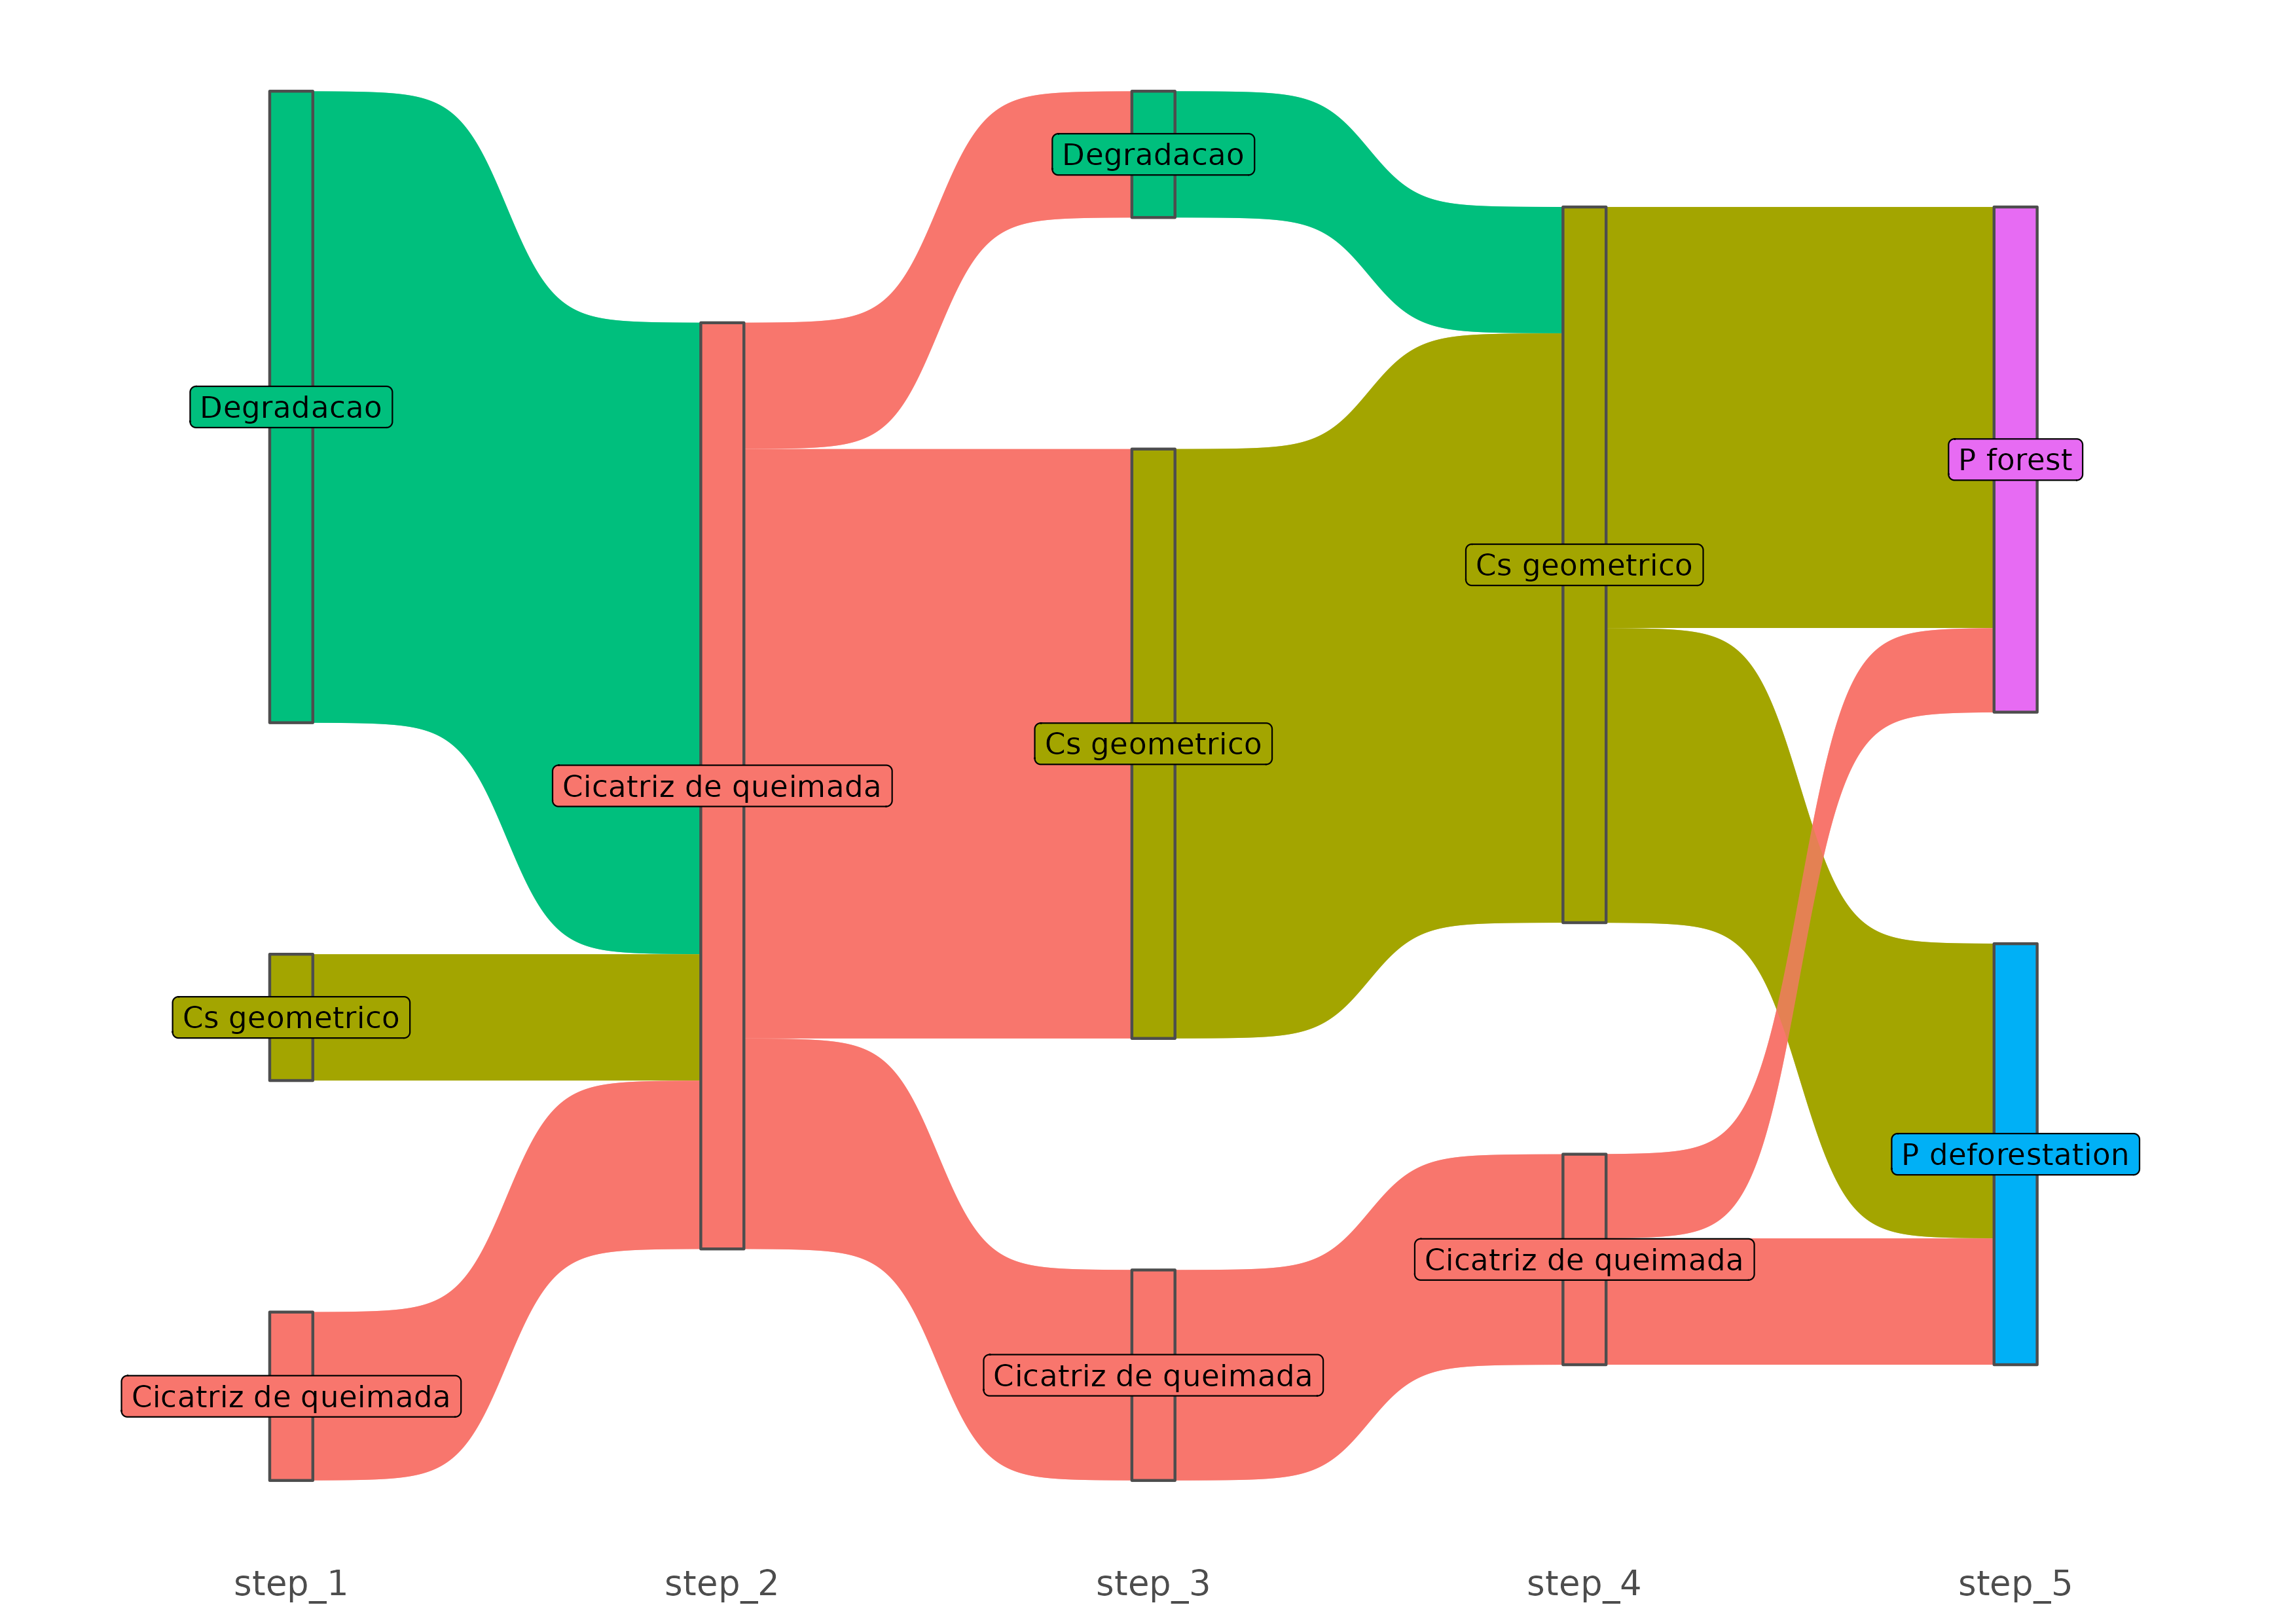 Degradacao
Degradacao
P forest
Cs geometrico
Cs geometrico
Cicatriz de queimada
Cs geometrico
P deforestation
Cicatriz de queimada
Cicatriz de queimada
Cicatriz de queimada
step_1
step_2
step_3
step_4
step_5